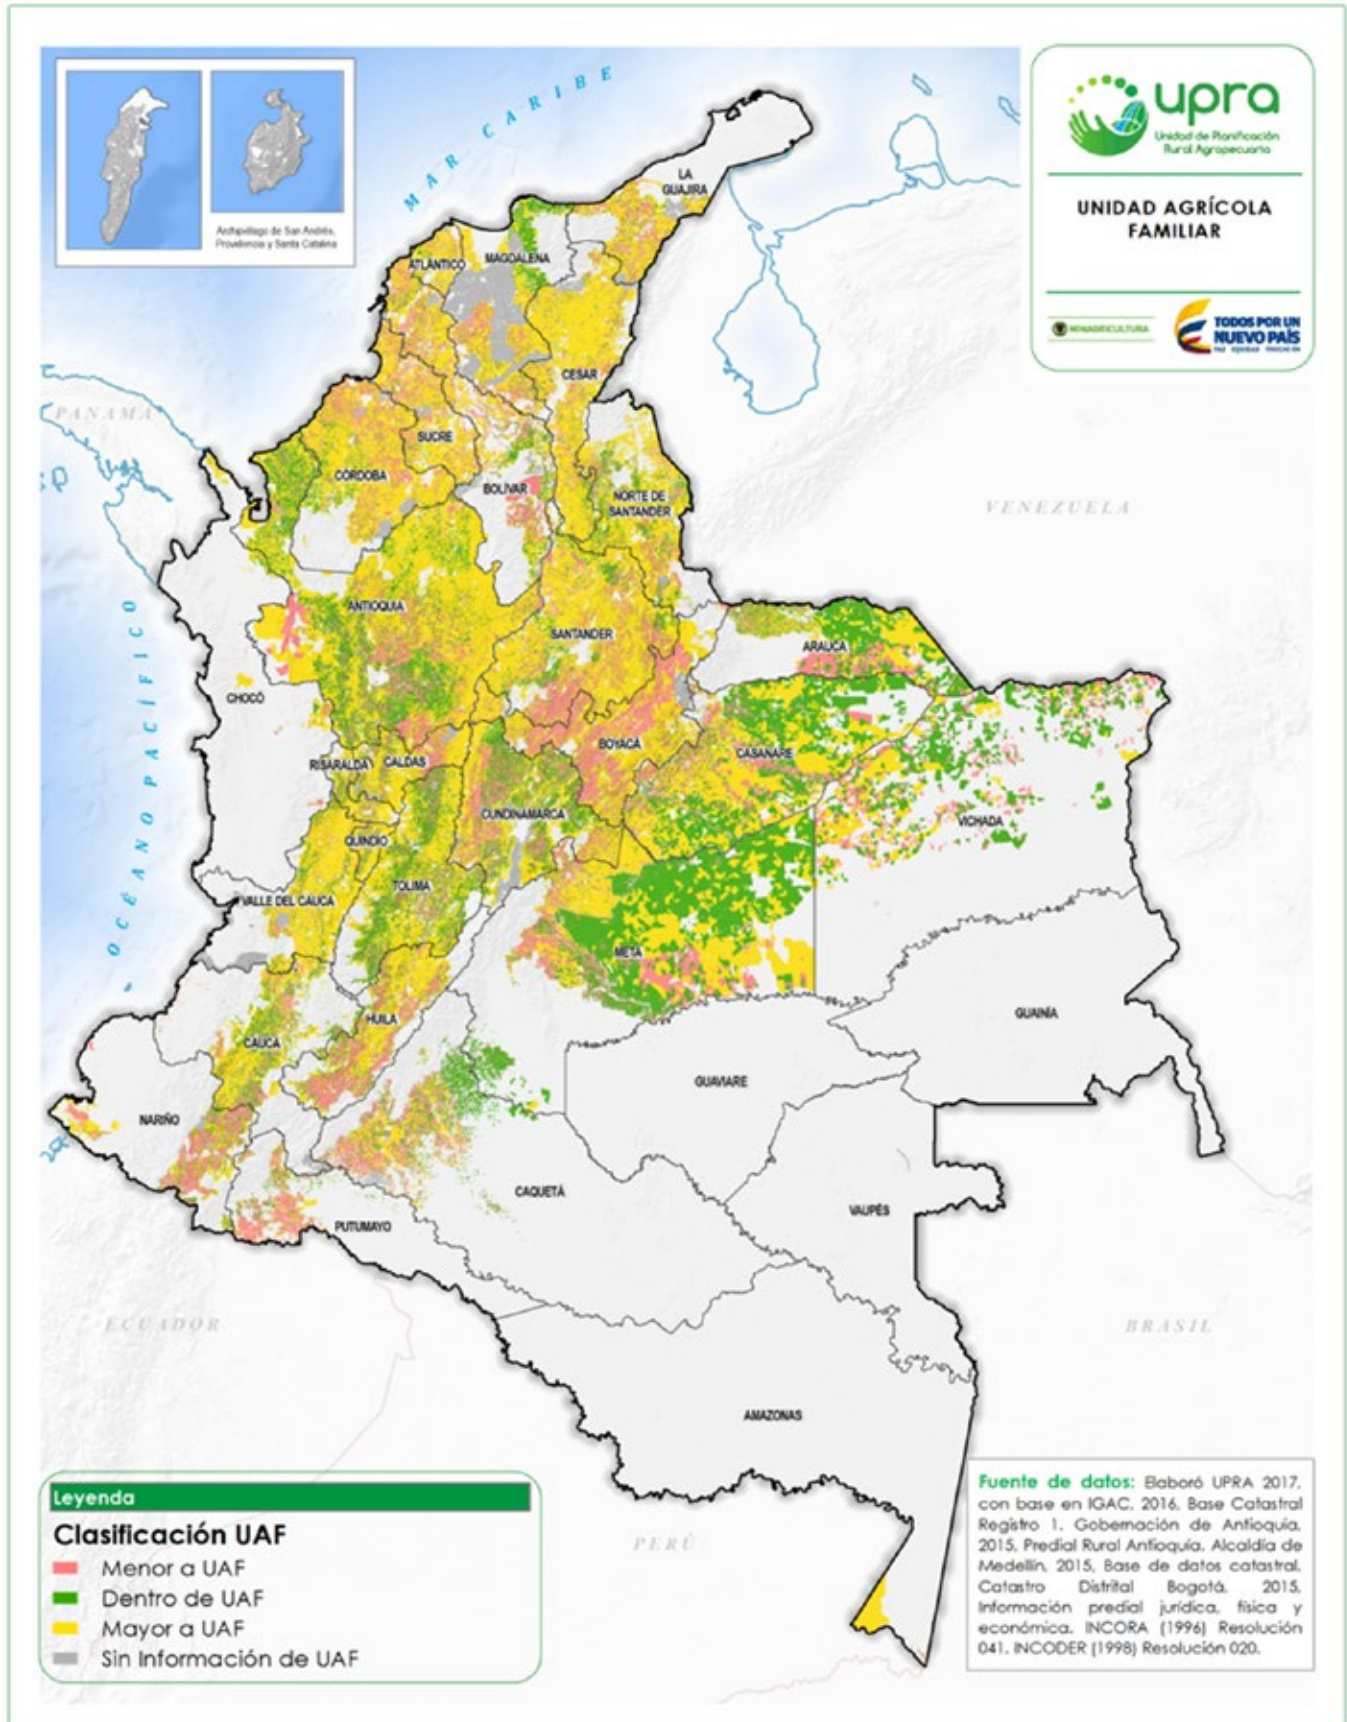 upra
Unidad de Planificación
Rural Agropecuaria
UNIDAD AGRÍCOLA
FAMILIAR
MINAGRICULTURA
TODOS POR UN
NUEVO PAÍS
PAZ EQUIDAD EDUCACIÓN
Archipiélago de San Andrés,
Providencia y Santa Catalina
MAR CARIBE
LA
GUAJIRA
ATLÁNTICO
MAGDALENA
CESAR
PANAMÁ
SUCRE
CÓRDOBA
BOLIVAR
NORTE DE
SANTANDER
VENEZUELA
ANTIOQUIA
SANTANDER
ARAUCA
OCÉANO PACÍFICO
CHOCÓ
BOYACÁ
CASANARE
RISARALDA
CALDAS
CUNDINAMARCA
VICHADA
QUINDIO
TOLIMA
VALLE DEL CAUCA
META
GUAINÍA
HUILA
CAUCA
GUAVIARE
NARIÑO
CAQUETÁ
VAUPÉS
PUTUMAYO
ECUADOR
BRASIL
AMAZONAS
PERÚ
Leyenda
Clasificación UAF
Menor a UAF
Dentro de UAF
Mayor a UAF
Sin Información de UAF
Fuente de datos: Elaboró UPRA 2017,
con base en IGAC, 2016, Base Catastral
Registro 1. Gobernación de Antioquia,
2015, Predial Rural Antioquia. Alcaldía de
Medellín, 2015, Base de datos catastral.
Catastro Distrital Bogotá, 2015,
Información predial jurídica, física y
económica. INCORA (1996) Resolución
041. INCODER (1998) Resolución 020.